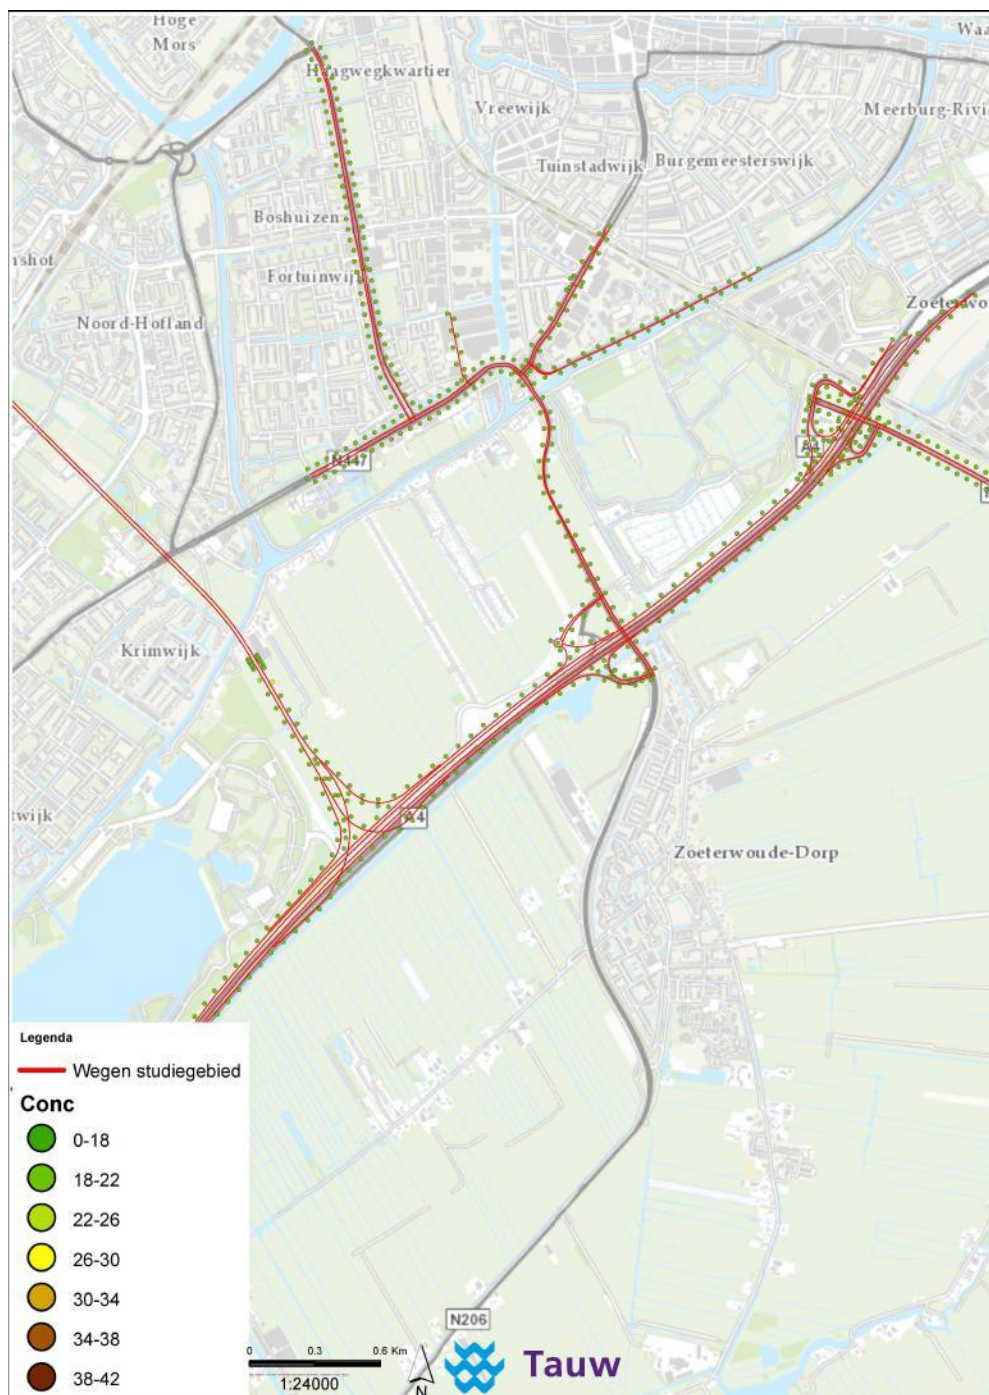 Hoge
Mors
Waa
Haagwegkwartier
Vreewijk
Meerburg-Rivi
Tuinstadwijk
Burgemeesterswijk
Boshuizen
nshof
Fortuinwij
Zoeterwo
Noord-Hofland
A4
N447
Krimwijk
A4
twijk
Zoeterwoude-Dorp
Legenda
Wegen studiegebied
Conc
0-18
18-22
22-26
26-30
30-34
34-38
38-42
N206
0 0.3 0.6 Km
1:24000
N
Tauw